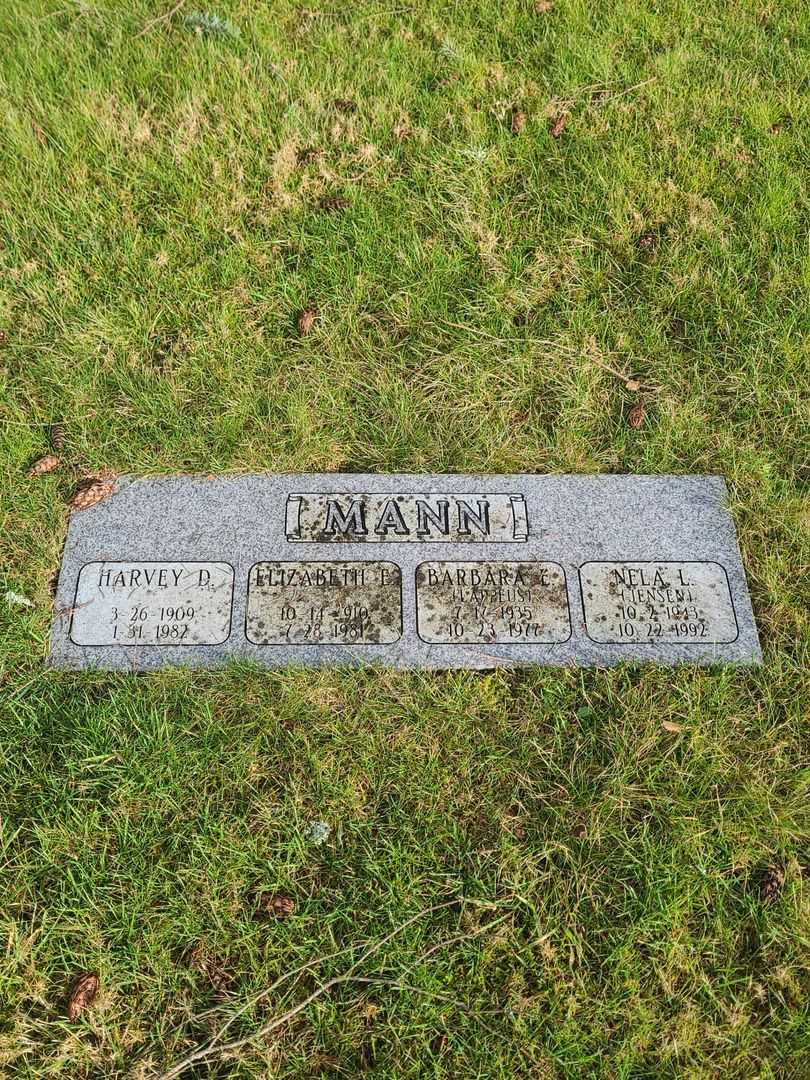 MANN
HARVEY D.
3 26 1909
1 31 1982
ELIZABETH E.
10 14 1910
7 28 1981
BARBARA E.
7 17 1935
10 23 1977
NELA L.
(JENSEN)
10 2 1943
10 22 1992